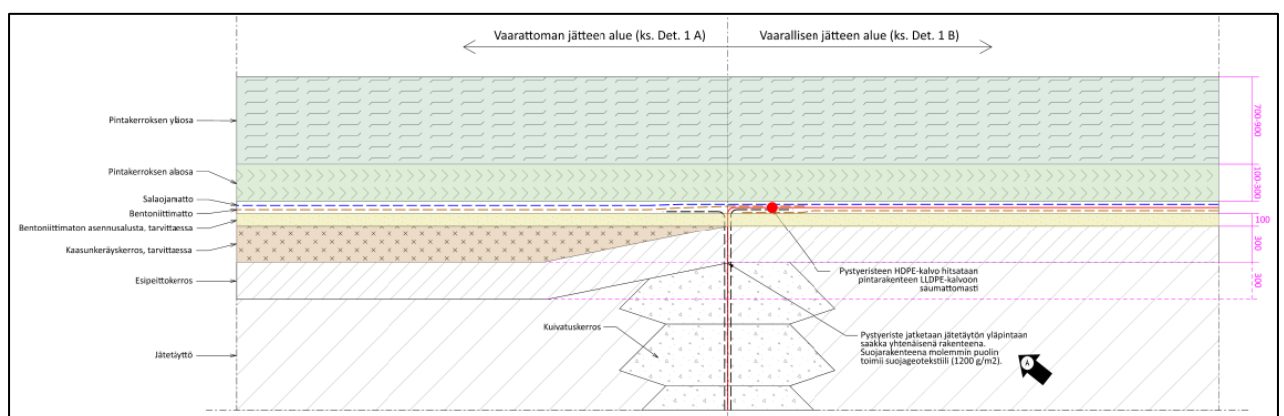 Vaarattoman jätteen alue (ks. Det. 1 A)
Vaarallisen jätteen alue (ks. Det. 1 B)
Pintakerroksen yläosa
Pintakerroksen alaosa
Salaojamatto
Bentoniittimatto
Bentoniittimaton asennusalusta, tarvittaessa
Kaasunkeräyskerros, tarvittaessa
Esipeittokerros
Jätetäyttö
Kuivatuskerros
Pystyeristeen HDPE-kalvo hitsataan
pintarakenteen LLDPE-kalvoon
saumattomasti
Pystyeriste jatketaan jätetäytön yläpintaan
saakka yhtenäisenä rakenteena.
Suojarakenteena molemmin puolin
toimii suojageotekstiili (1200 g/m2).
A
700-900
100-300
100
300
300